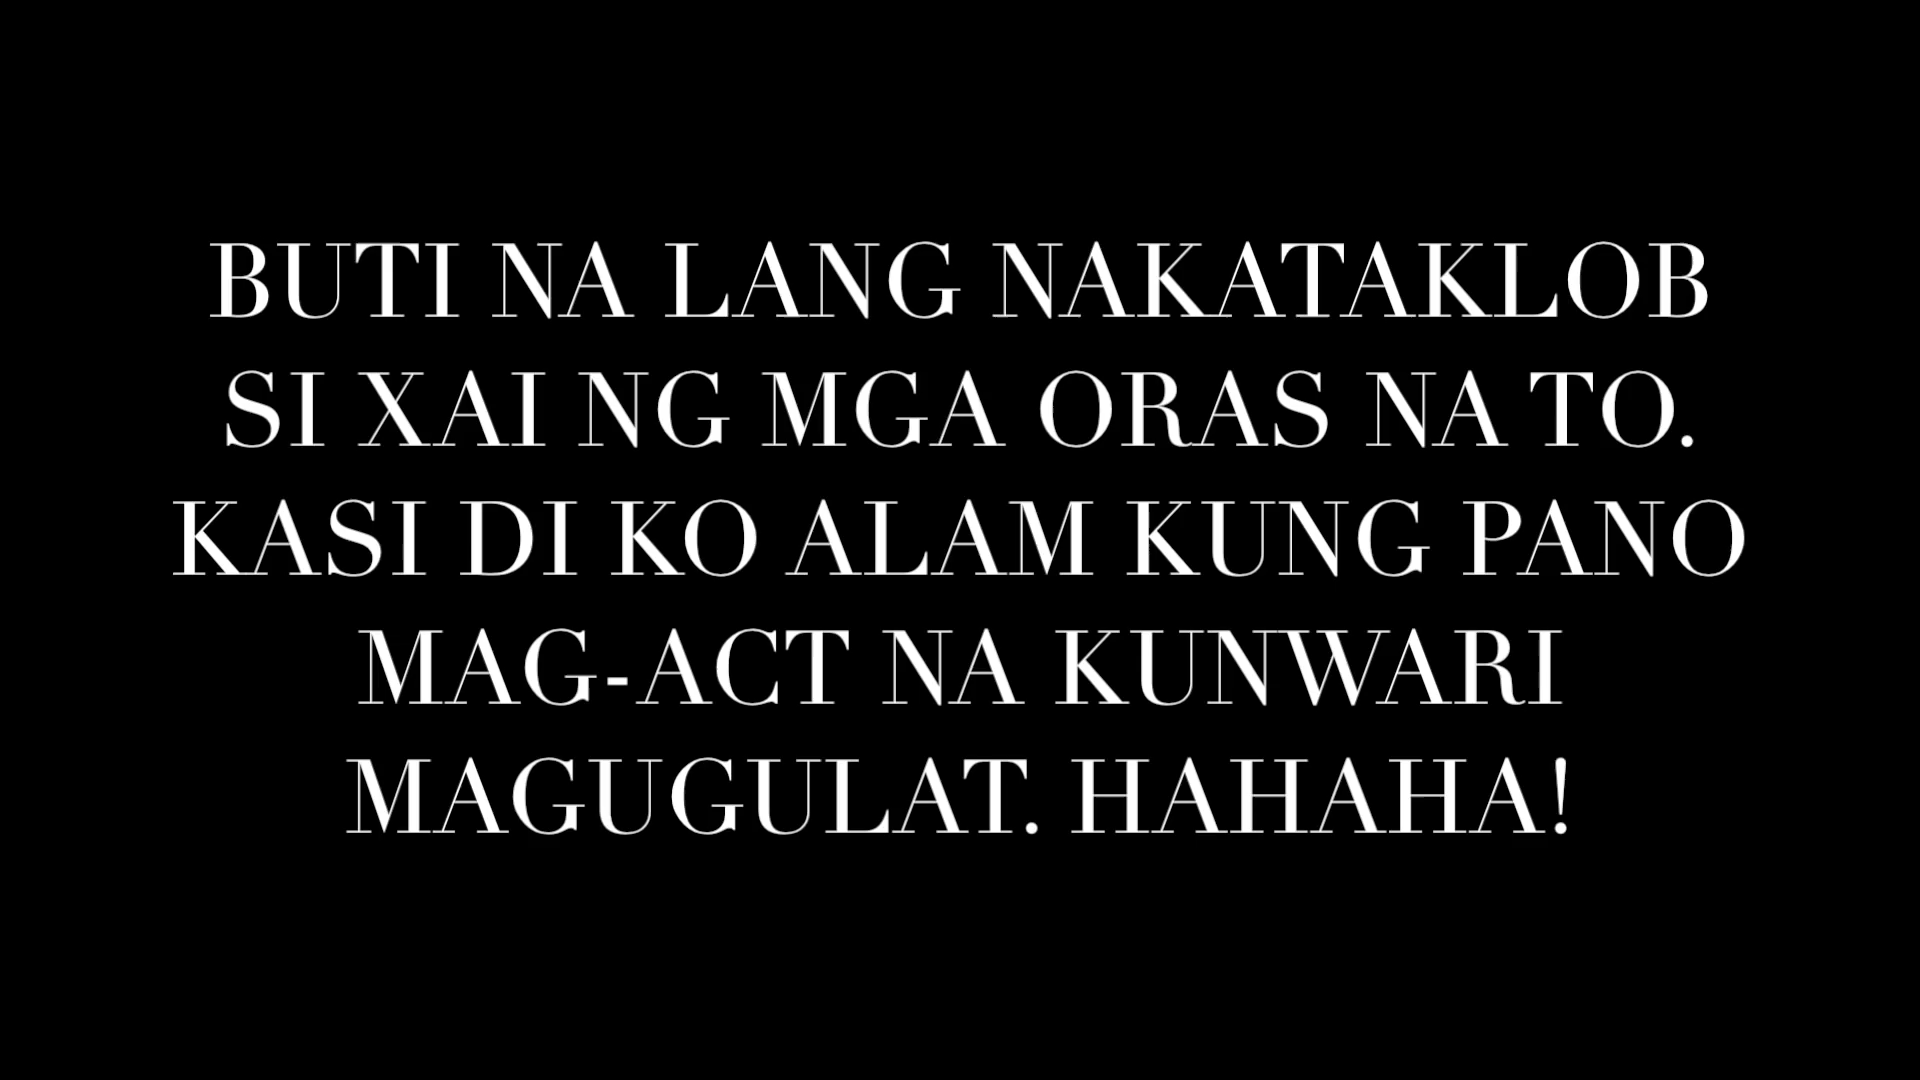 BUTI NA LANG NAKATAKLOB
SI XAI NG MGA ORAS NA TO.
KASI DI KO ALAM KUNG PANO
MAG-ACT NA KUNWARI
MAGUGULAT. HAHAHA!